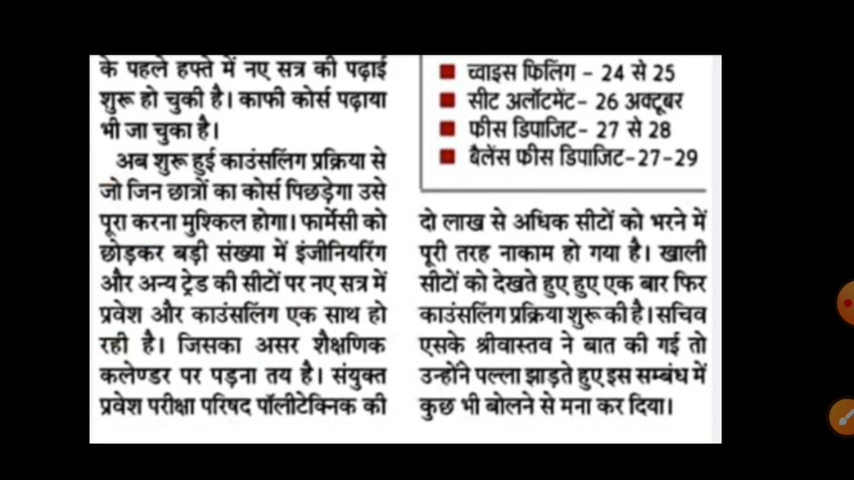 के पहले हफ्ते में नए सत्र की पढ़ाई
शुरू हो चुकी है। काफी कोर्स पढ़ाया
भी जा चुका है।
अब शुरू हुई काउंसलिंग प्रक्रिया से
जो जिन छात्रों का कोर्स पिछड़ेगा उसे
पूरा करना मुश्किल होगा। फार्मेसी को
छोड़कर बड़ी संख्या में इंजीनियरिंग
और अन्य ट्रेड की सीटों पर नए सत्र में
प्रवेश और काउंसलिंग एक साथ हो
रही है। जिसका असर शैक्षणिक
कलेण्डर पर पड़ना तय है। संयुक्त
प्रवेश परीक्षा परिषद पॉलीटेक्निक की
च्वाइस फिलिंग - 24 से 25
सीट अलॉटमेंट- 26 अक्टूबर
फीस डिपाजिट- 27 से 28
बैलेंस फीस डिपाजिट-27-29
दो लाख से अधिक सीटों को भरने में
पूरी तरह नाकाम हो गया है। खाली
सीटों को देखते हुए हुए एक बार फिर
काउंसलिंग प्रक्रिया शुरू की है। सचिव
एसके श्रीवास्तव ने बात की गई तो
उन्होंने पल्ला झाड़ते हुए इस सम्बंध में
कुछ भी बोलने से मना कर दिया।